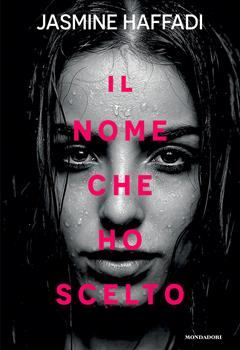 JASMINE HAFFADI
IL
NOME
CHE
HO
SCELTO
MONDADORI